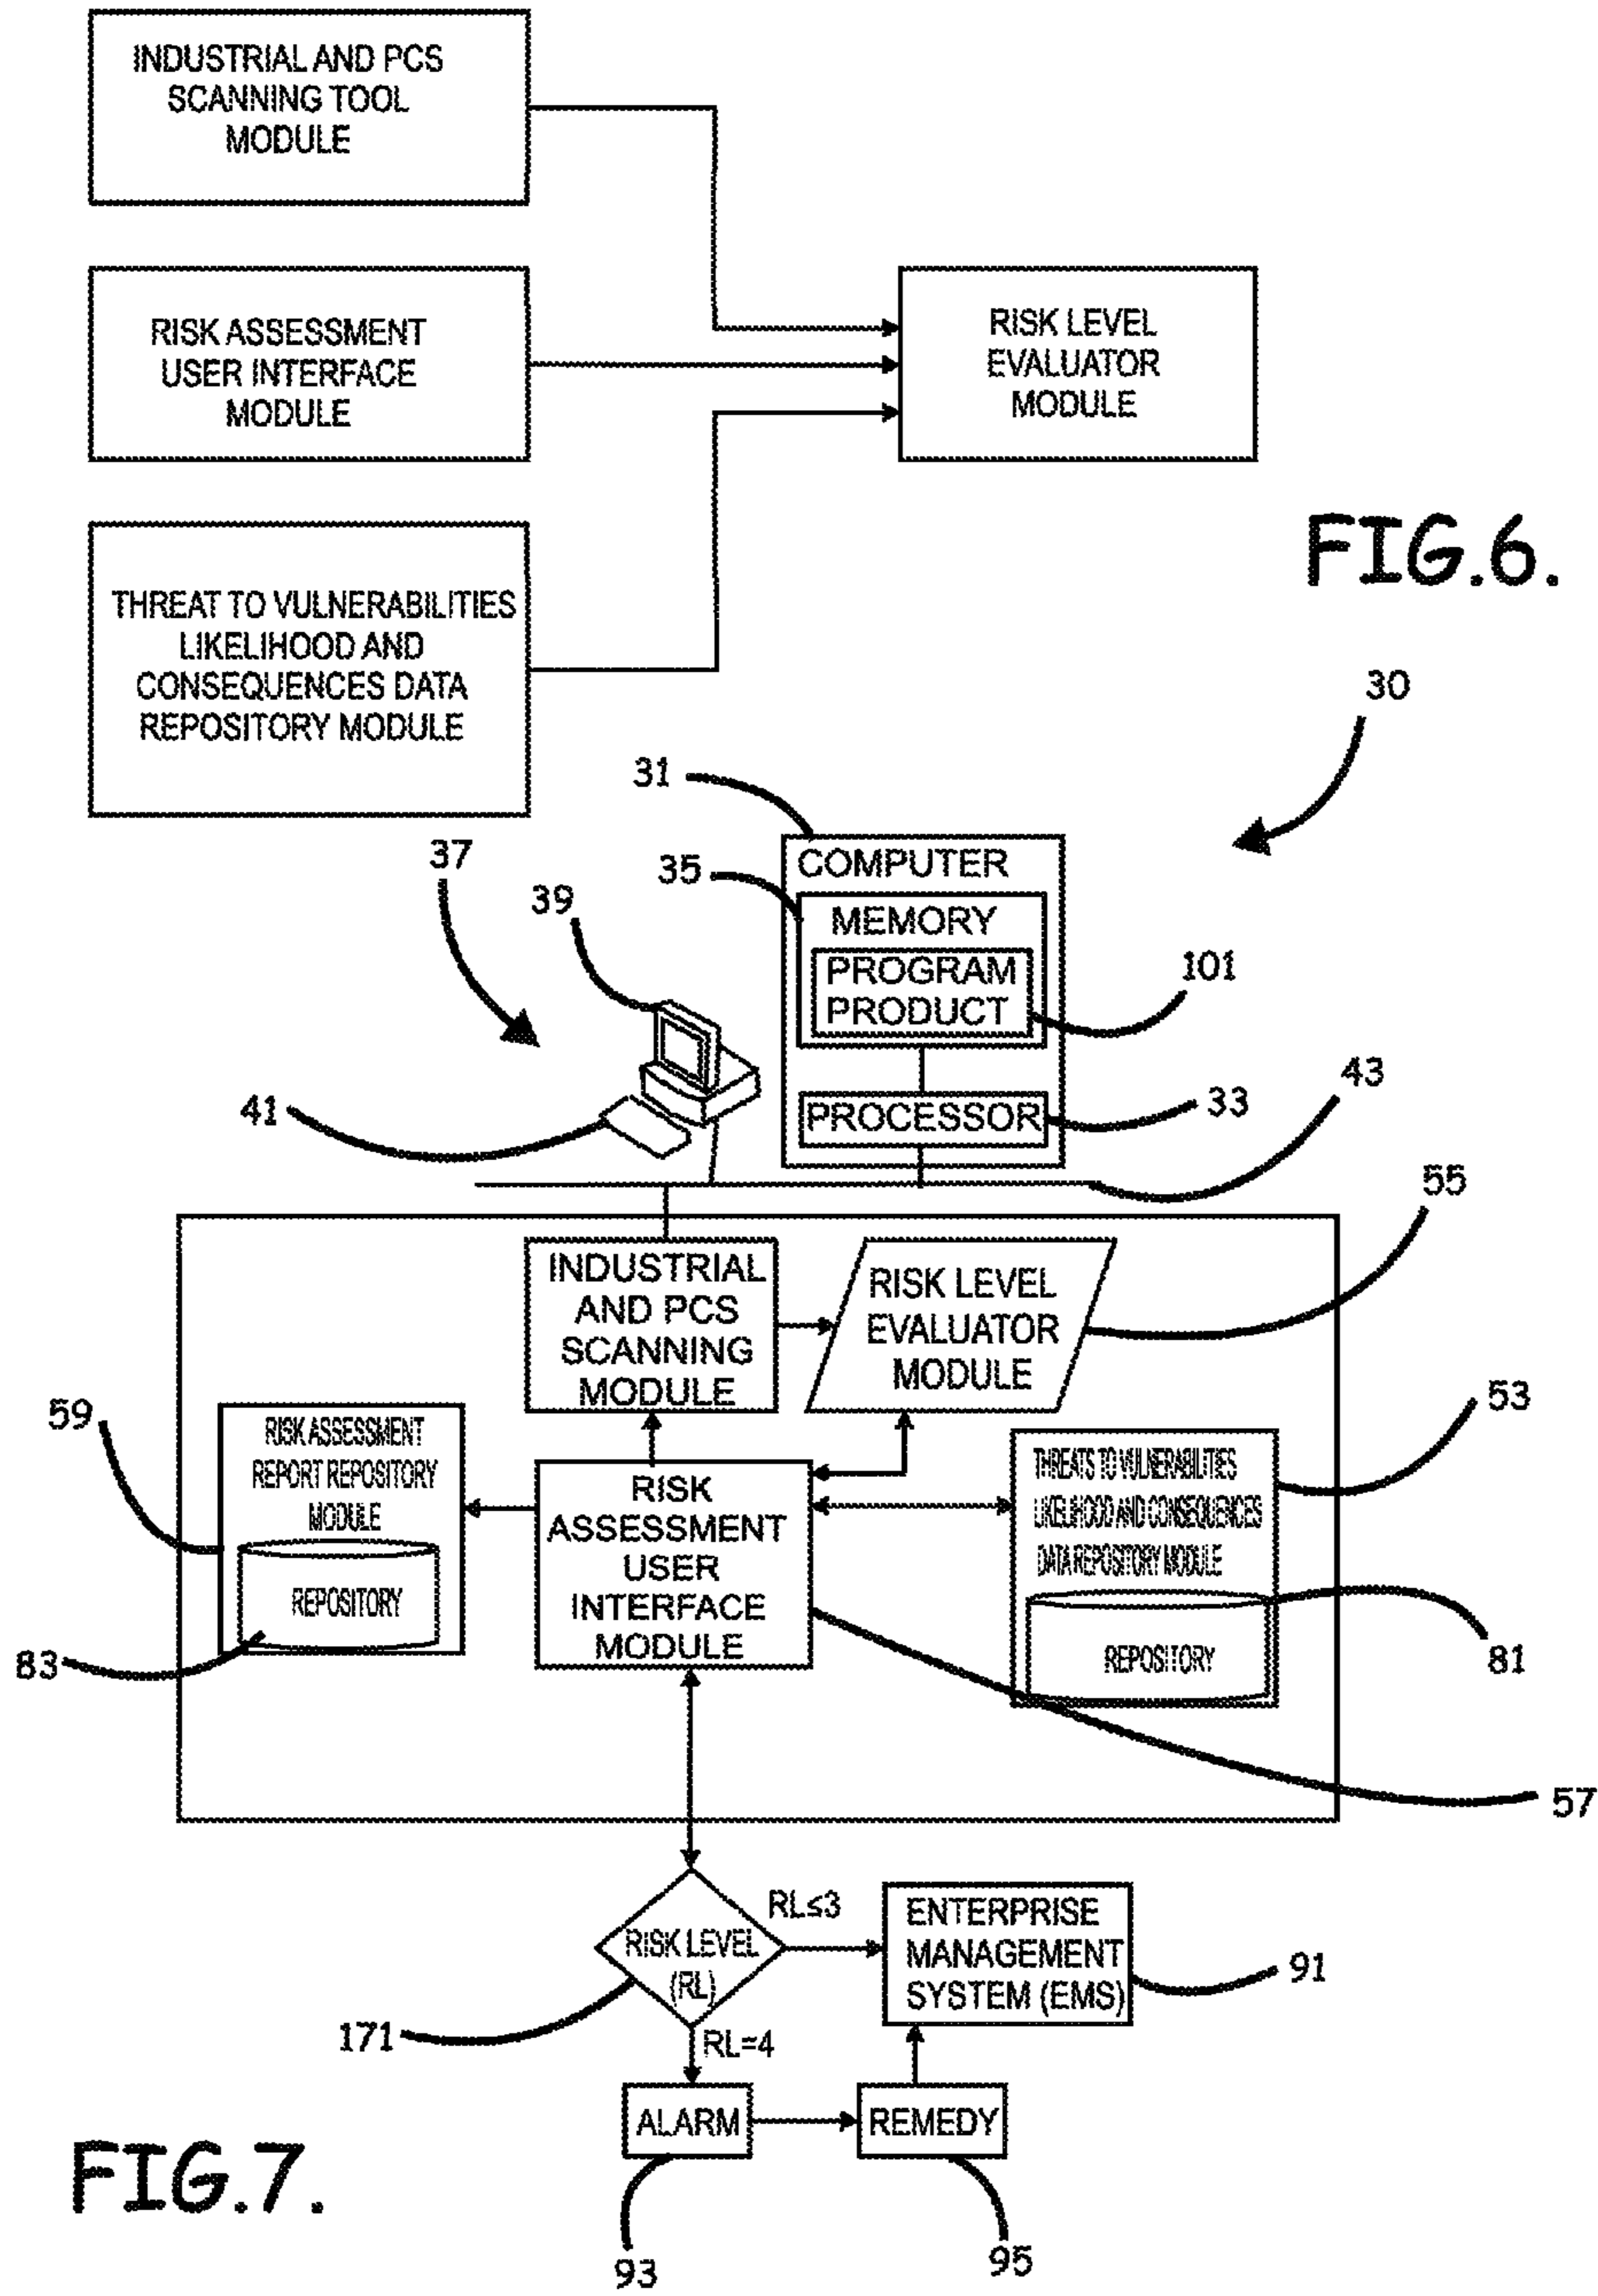 INDUSTRIAL AND PCS
SCANNING TOOL
MODULE
RISK ASSESSMENT
USER INTERFACE
MODULE
RISK LEVEL
EVALUATOR
MODULE
THREAT TO VULNERABILITIES
LIKELIHOOD AND
CONSEQUENCES DATA
REPOSITORY MODULE
FIG.6.
30
31
37
35
39
COMPUTER
MEMORY
PROGRAM
PRODUCT
101
41
PROCESSOR
33
43
55
INDUSTRIAL
AND PCS
SCANNING
MODULE
RISK LEVEL
EVALUATOR
MODULE
59
53
RISK ASSESSMENT
REPORT REPOSITORY
MODULE
REPOSITORY
83
RISK
ASSESSMENT
USER
INTERFACE
MODULE
THREATS TO VULNERABILITIES
LIKELIHOOD AND CONSEQUENCES
DATA REPOSITORY MODULE
REPOSITORY
81
57
RISK LEVEL
(RL)
RL≤3
ENTERPRISE
MANAGEMENT
SYSTEM (EMS)
91
171
RL=4
ALARM
REMEDY
FIG.7.
93
95